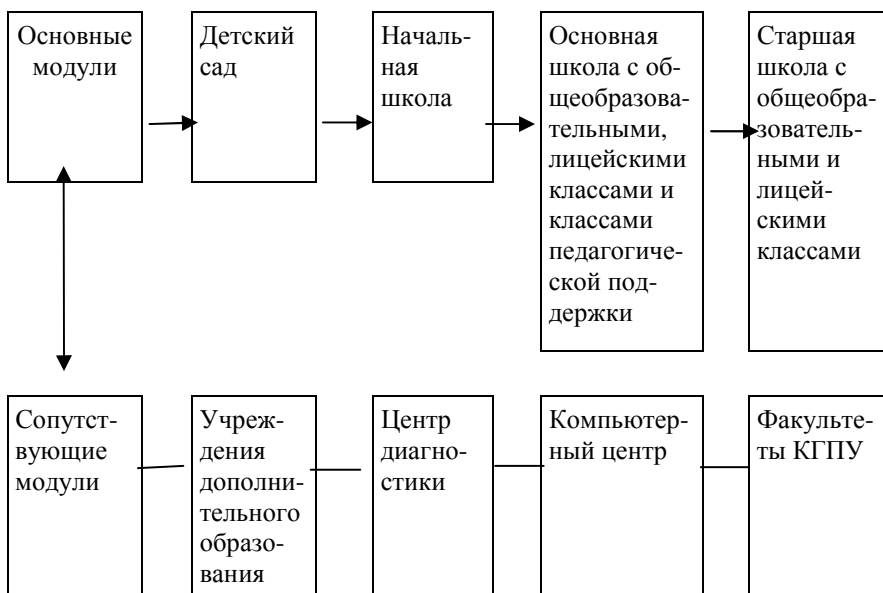 Основные
модули
Детский
сад
Началь-
ная
школа
Основная
школа с об-
щеобразова-
тельными,
лицейскими
классами и
классами
педагогиче-
ской под-
держки
Старшая
школа с
общеобра-
зователь-
ными и
лицей-
скими
классами
Сопутст-
вующие
модули
Учреж-
дения
дополни-
тельного
образо-
вания
Центр
диагно-
стики
Компьютер-
ный центр
Факульте-
ты КГПУ